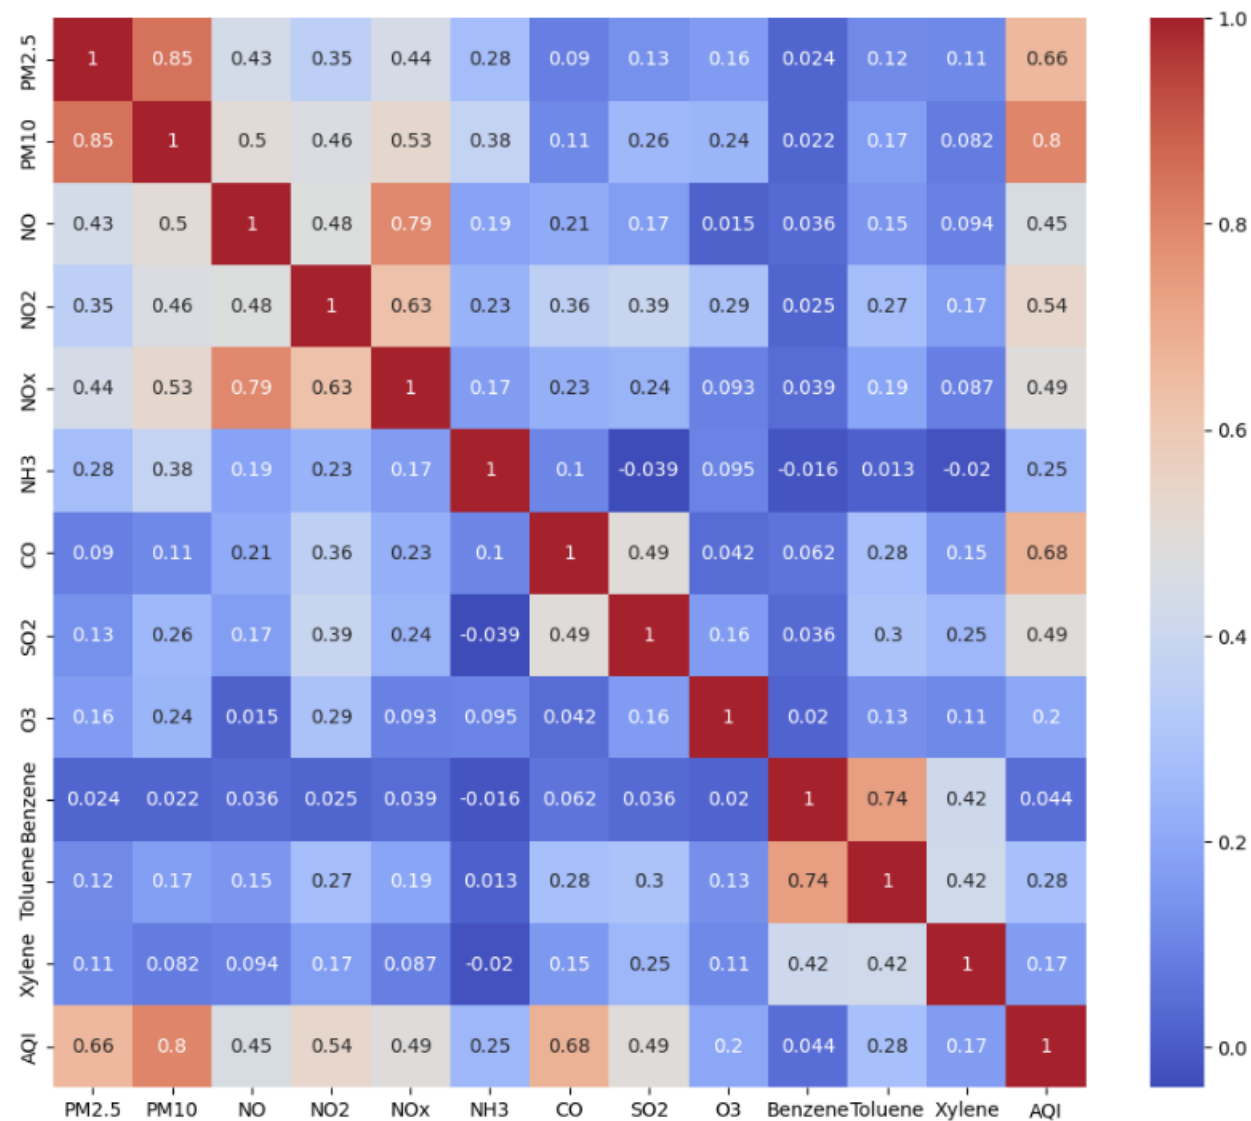 PM2.5 1 0.85 0.43 0.35 0.44 0.28 0.09 0.13 0.16 0.024 0.12 0.11 0.66
PM10 0.85 1 0.5 0.46 0.53 0.38 0.11 0.26 0.24 0.022 0.17 0.082 0.8
NO 0.43 0.5 1 0.48 0.79 0.19 0.21 0.17 0.015 0.036 0.15 0.094 0.45
NO2 0.35 0.46 0.48 1 0.63 0.23 0.36 0.39 0.29 0.025 0.27 0.17 0.54
NOx 0.44 0.53 0.79 0.63 1 0.17 0.23 0.24 0.093 0.039 0.19 0.087 0.49
NH3 0.28 0.38 0.19 0.23 0.17 1 0.1 -0.039 0.095 -0.016 0.013 -0.02 0.25
CO 0.09 0.11 0.21 0.36 0.23 0.1 1 0.49 0.042 0.062 0.28 0.15 0.68
SO2 0.13 0.26 0.17 0.39 0.24 -0.039 0.49 1 0.16 0.036 0.3 0.25 0.49
O3 0.16 0.24 0.015 0.29 0.093 0.095 0.042 0.16 1 0.02 0.13 0.11 0.2
Benzene 0.024 0.022 0.036 0.025 0.039 -0.016 0.062 0.036 0.02 1 0.74 0.42 0.044
Toluene 0.12 0.17 0.15 0.27 0.19 0.013 0.28 0.3 0.13 0.74 1 0.42 0.28
Xylene 0.11 0.082 0.094 0.17 0.087 -0.02 0.15 0.25 0.11 0.42 0.42 1 0.17
AQI 0.66 0.8 0.45 0.54 0.49 0.25 0.68 0.49 0.2 0.044 0.28 0.17 1
PM2.5 PM10 NO NO2 NOx NH3 CO SO2 O3 Benzene Toluene Xylene AQI
1.0
0.8
0.6
0.4
0.2
0.0